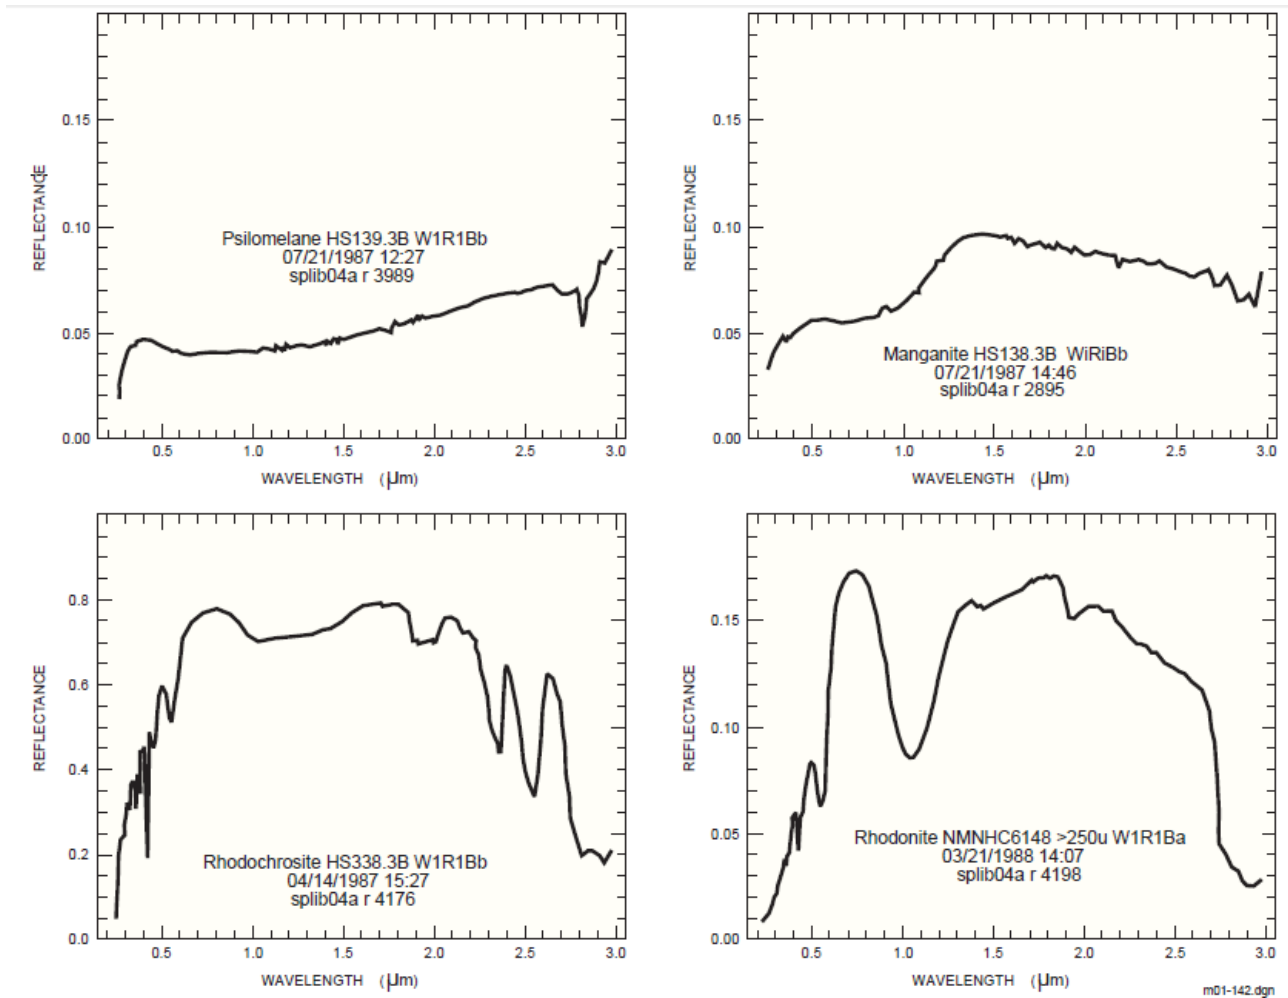 0.15
0.10
0.05
0.00
REFLECTANCE
Psilomelane HS139.3B W1R1Bb
07/21/1987 12:27
splib04a r 3989
0.5 1.0 1.5 2.0 2.5 3.0
WAVELENGTH (μm)
0.15
0.10
0.05
0.00
REFLECTANCE
Manganite HS138.3B WiRiBb
07/21/1987 14:46
splib04a r 2895
0.5 1.0 1.5 2.0 2.5 3.0
WAVELENGTH (μm)
0.8
0.6
0.4
0.2
0.0
REFLECTANCE
Rhodochrosite HS338.3B W1R1Bb
04/14/1987 15:27
splib04a r 4176
0.5 1.0 1.5 2.0 2.5 3.0
WAVELENGTH (μm)
0.15
0.10
0.05
0.00
REFLECTANCE
Rhodonite NMNHC6148 >250u W1R1Ba
03/21/1988 14:07
splib04a r 4198
0.5 1.0 1.5 2.0 2.5 3.0
WAVELENGTH (μm)
m01-142.dgn